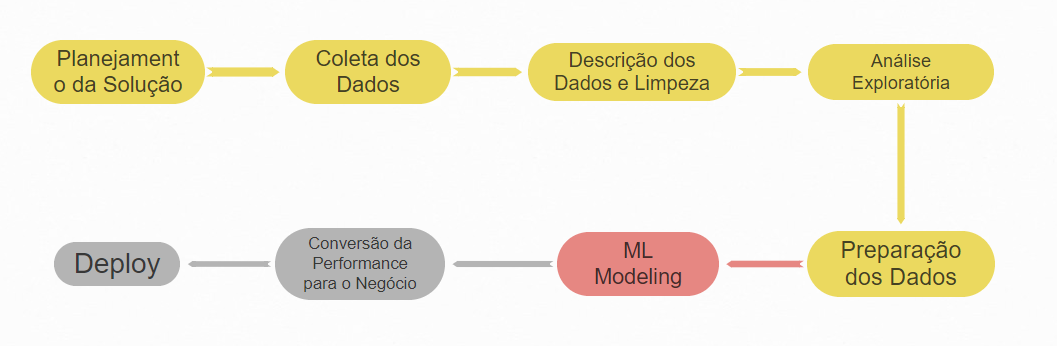 Planejament
o da Solução
Coleta dos
Dados
Descrição dos
Dados e Limpeza
Análise
Exploratória
Preparação
dos Dados
ML
Modeling
Conversão da
Performance
para o Negócio
Deploy